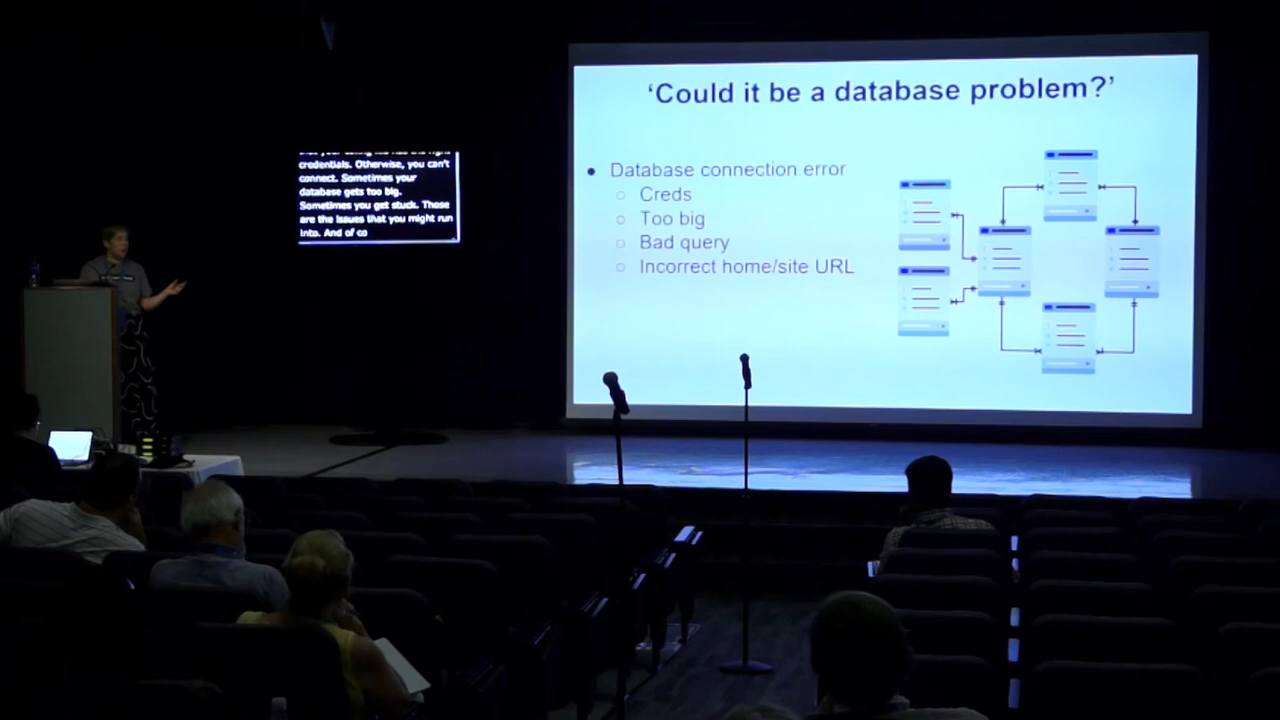 credentials. Otherwise, you can't
connect. Sometimes your
database gets too big.
Sometimes you get stuck. Those
are the issues that you might run
into. And of co
'Could it be a database problem?'
• Database connection error
○ Creds
○ Too big
○ Bad query
○ Incorrect home/site URL